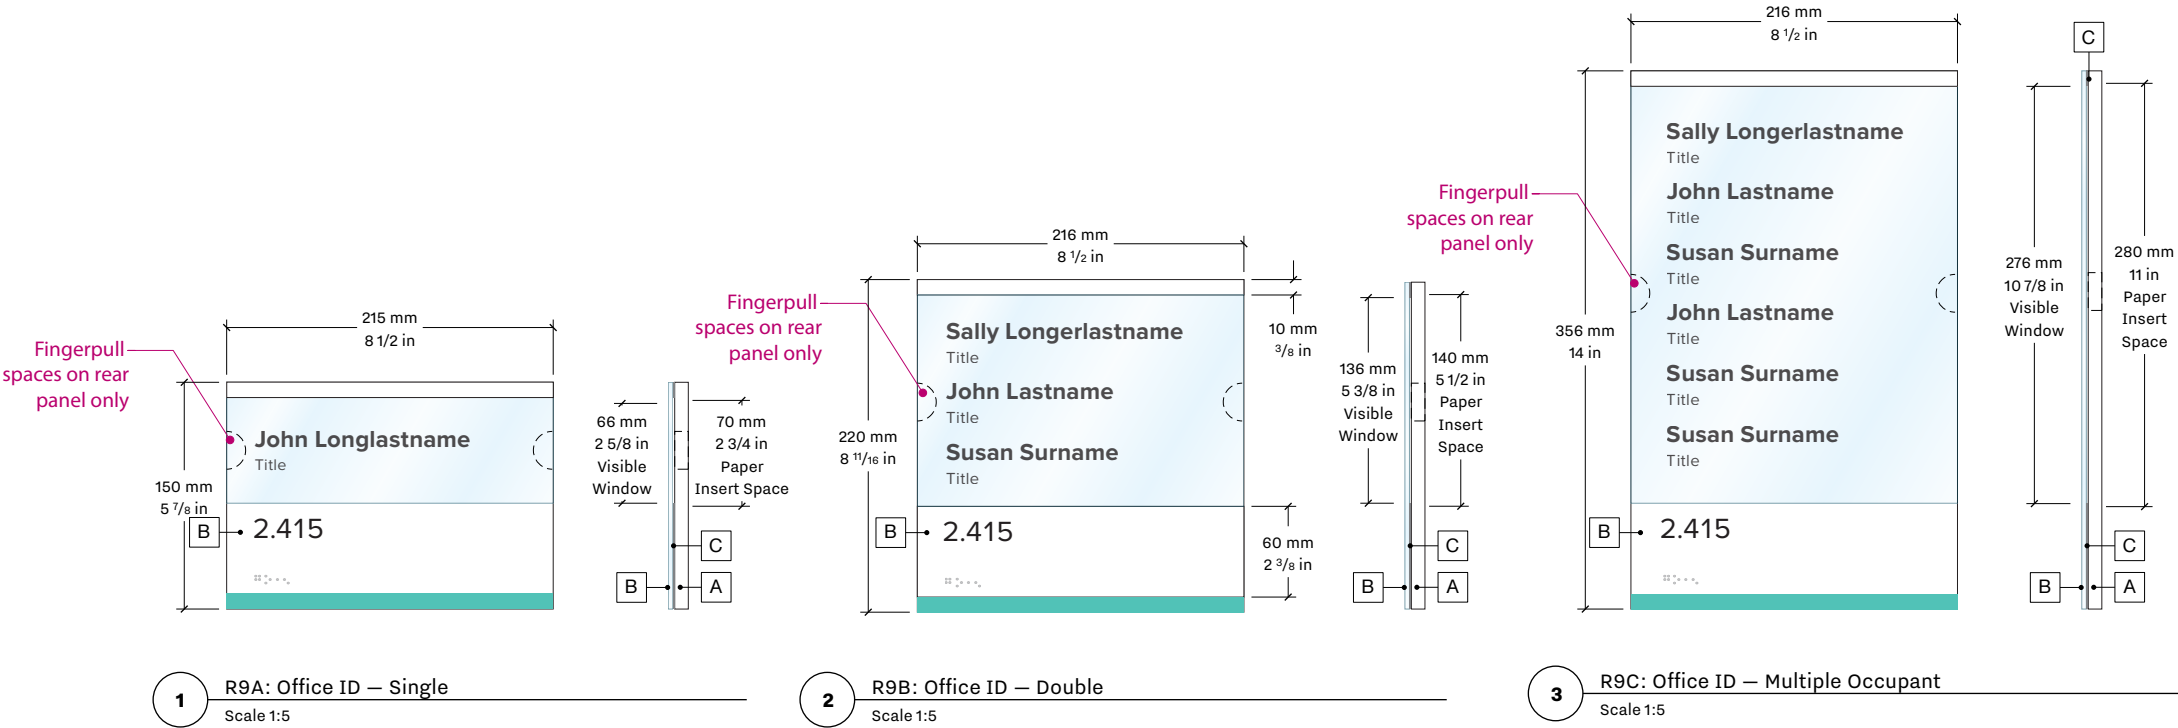 215 mm
8 1/2 in
Fingerpull
spaces on rear
panel only
John Longlastname
Title
150 mm
5 7/8 in
B
2.415
66 mm
2 5/8 in
Visible
Window
70 mm
2 3/4 in
Paper
Insert Space
C
B
A
1
R9A: Office ID — Single
Scale 1:5
216 mm
8 1/2 in
Fingerpull
spaces on rear
panel only
Sally Longerlastname
Title
John Lastname
Title
Susan Surname
Title
220 mm
8 11/16 in
B
2.415
10 mm
3/8 in
60 mm
2 3/8 in
136 mm
5 3/8 in
Visible
Window
140 mm
5 1/2 in
Paper
Insert
Space
C
B
A
2
R9B: Office ID — Double
Scale 1:5
216 mm
8 1/2 in
Fingerpull
spaces on rear
panel only
Sally Longerlastname
Title
John Lastname
Title
Susan Surname
Title
John Lastname
Title
Susan Surname
Title
Susan Surname
Title
356 mm
14 in
B
2.415
C
276 mm
10 7/8 in
Visible
Window
280 mm
11 in
Paper
Insert
Space
C
B
A
3
R9C: Office ID — Multiple Occupant
Scale 1:5